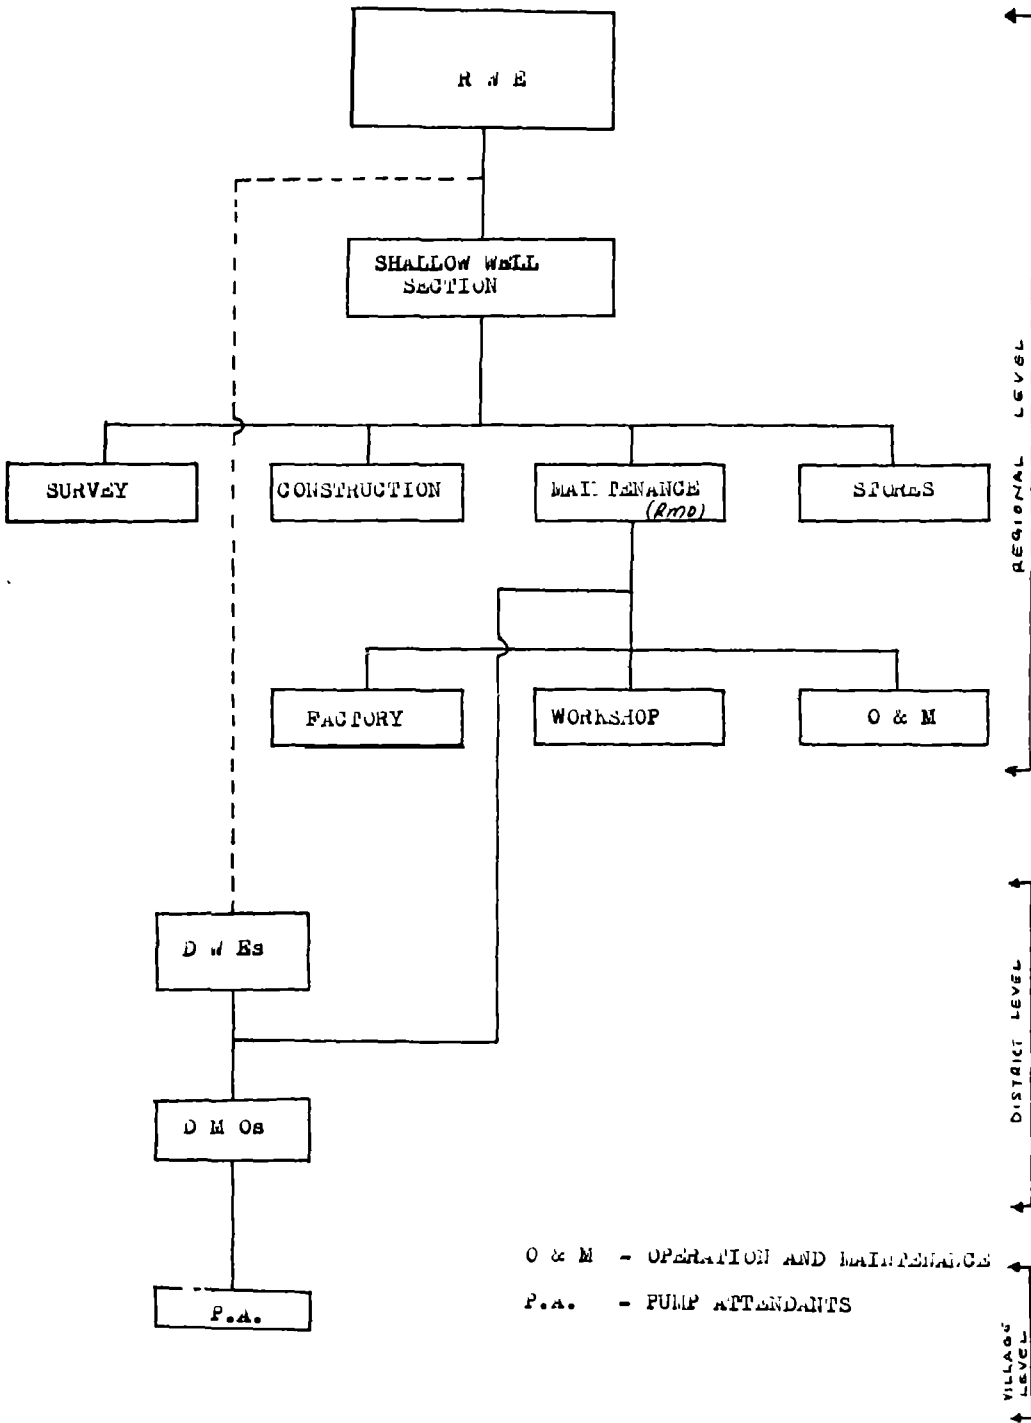 R W E
SHALLOW WELL
SECTION
SURVEY
CONSTRUCTION
MAINTENANCE
(RMO)
STORES
FACTORY
WORKSHOP
O & M
D W Es
D M Os
P.A.
O & M - OPERATION AND MAINTENANCE
P.A. - PUMP ATTENDANTS
REGIONAL LEVEL
DISTRICT LEVEL
VILLAGE
LEVEL